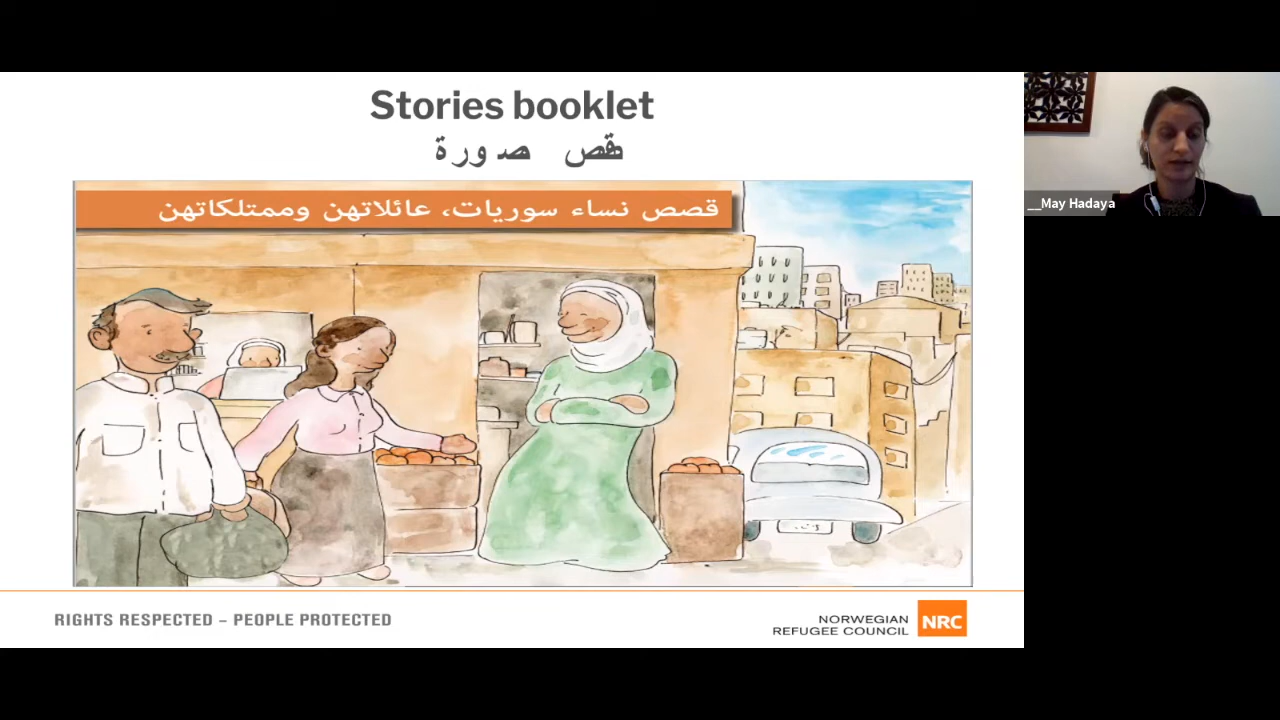 Stories booklet
قصص صورة
قصص نساء سوريات، عائلاتهن وممتلكاتهن
__May Hadaya
RIGHTS RESPECTED – PEOPLE PROTECTED
NORWEGIAN
REFUGEE COUNCIL
NRC